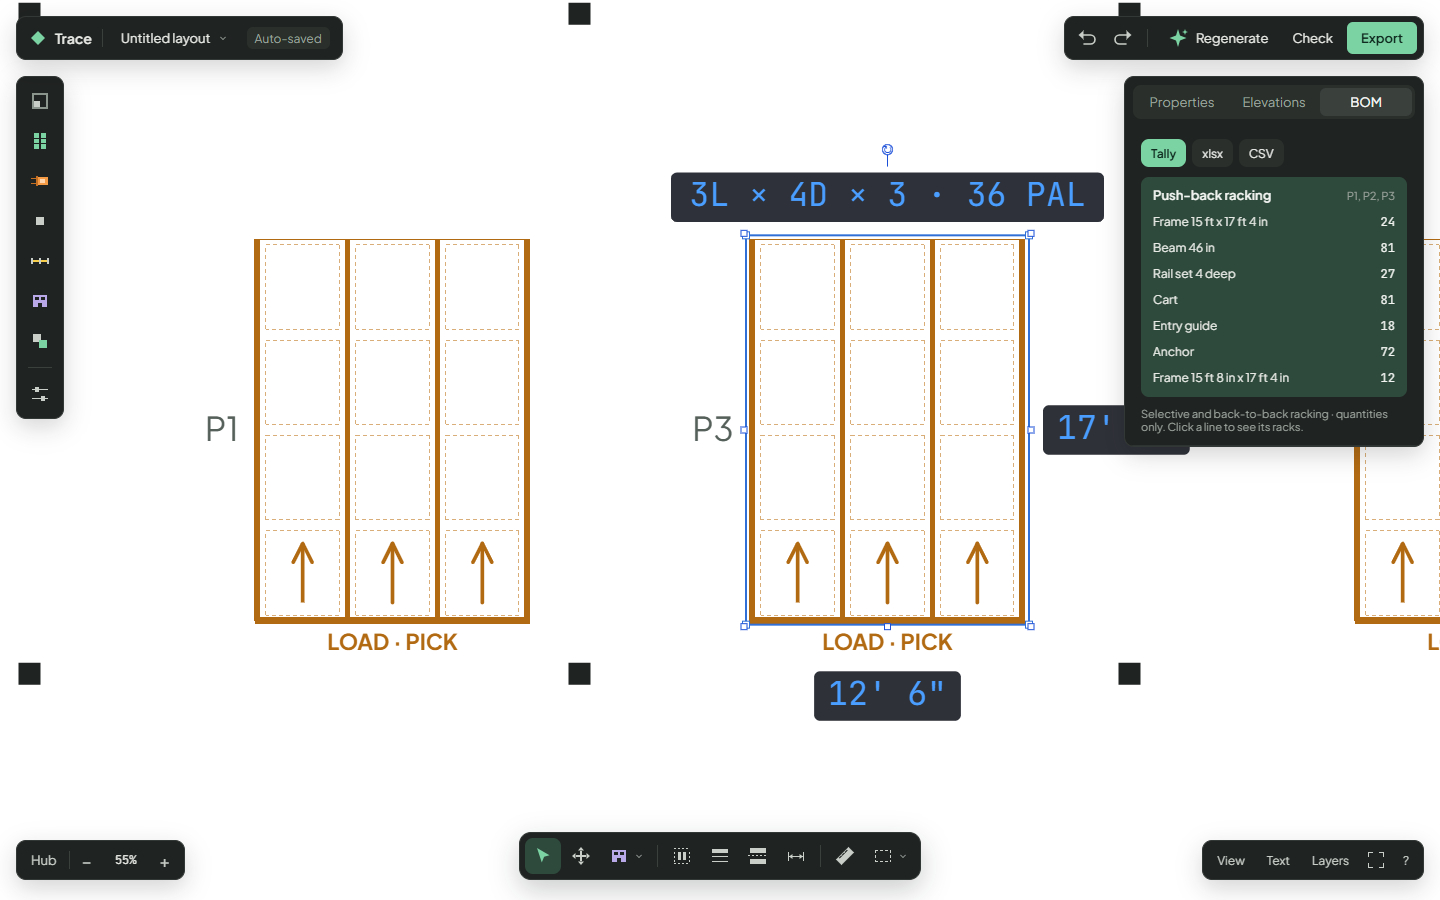 Trace
Untitled layout
Auto-saved
Regenerate
Check
Export
Properties
Elevations
BOM
Tally
xlsx
CSV
Push-back racking P1, P2, P3
Frame 15 ft x 17 ft 4 in 24
Beam 46 in 81
Rail set 4 deep 27
Cart 81
Entry guide 18
Anchor 72
Frame 15 ft 8 in x 17 ft 4 in 12
Selective and back-to-back racking · quantities
only. Click a line to see its racks.
3L × 4D × 3 · 36 PAL
P1
P3
17'
LOAD · PICK
LOAD · PICK
L
12' 6"
Hub
− 55% +
View
Text
Layers
?